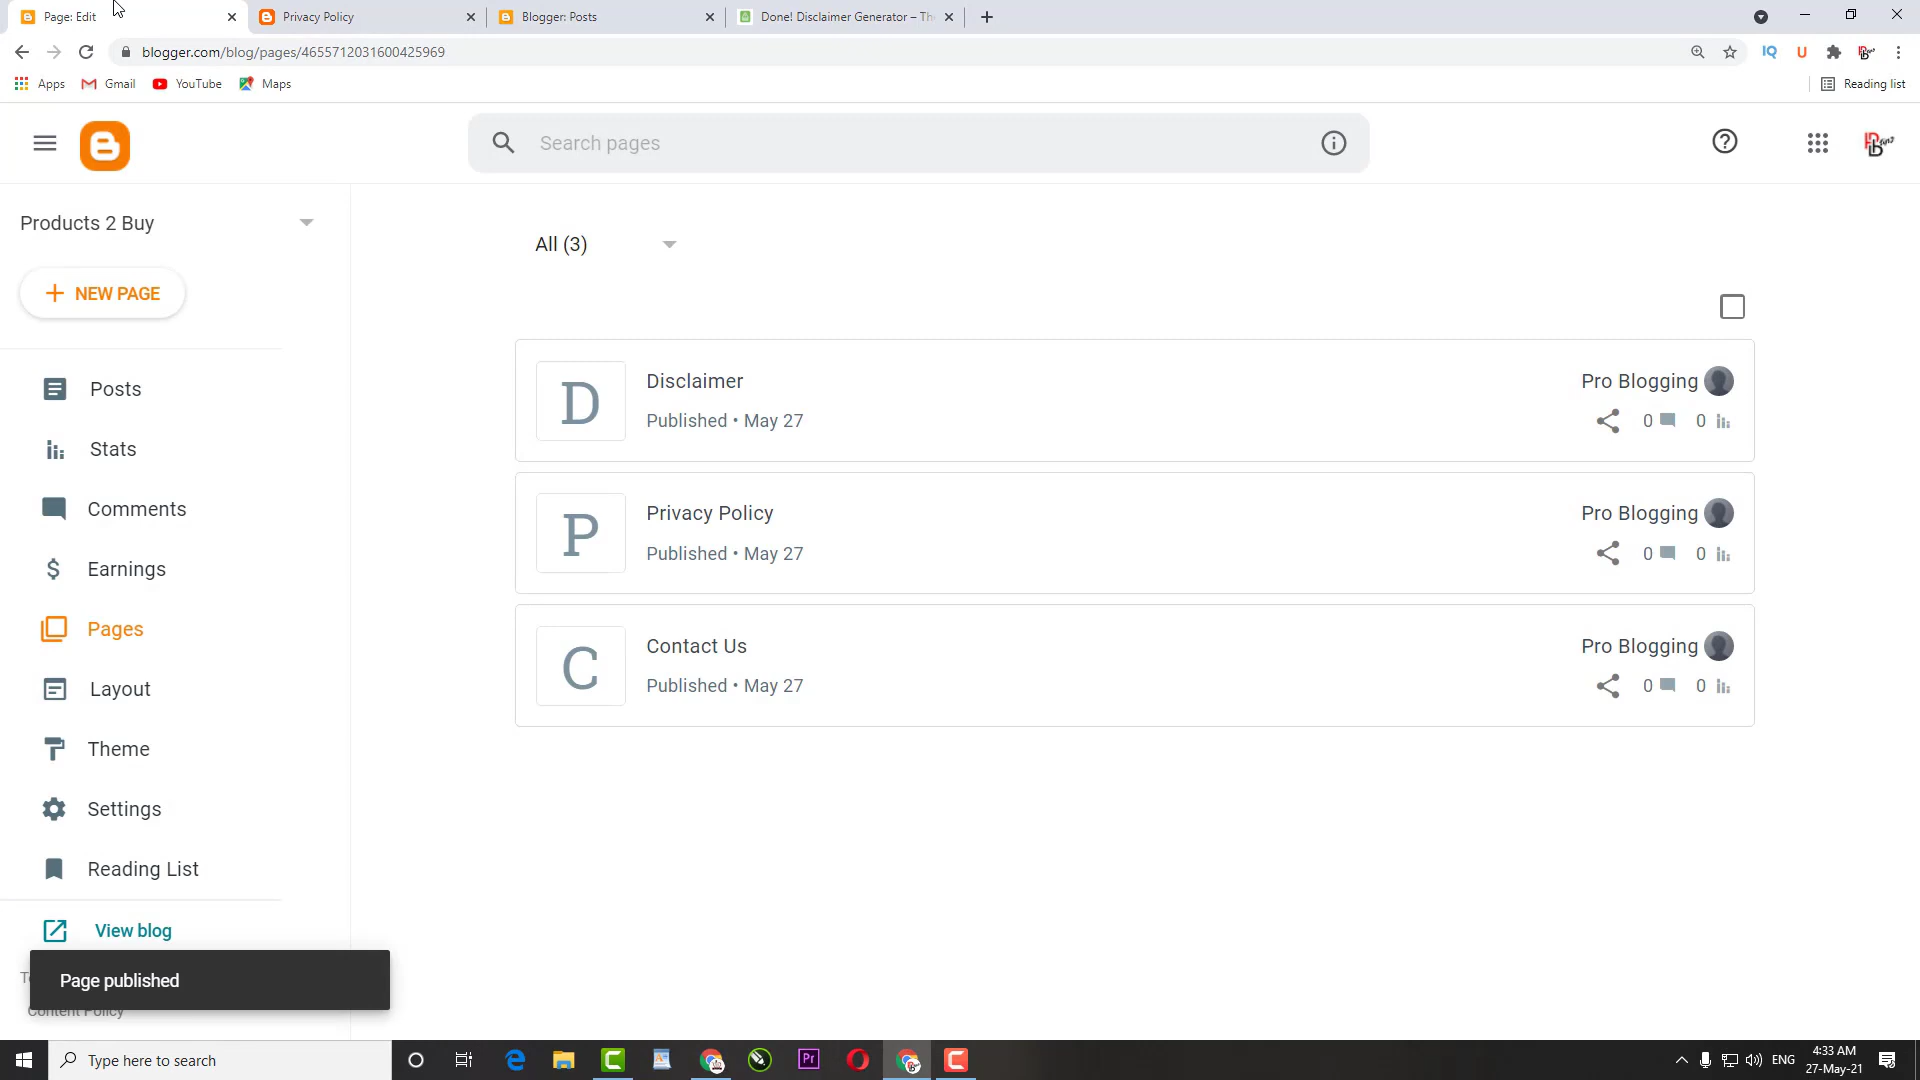 Page: Edit
Privacy Policy
Blogger: Posts
Done! Disclaimer Generator – Th
blogger.com/blog/pages/4655712031600425969
IQ
U
Apps
Gmail
YouTube
Maps
Reading list
Search pages
Products 2 Buy
All (3)
NEW PAGE
Posts
Stats
Comments
Earnings
Pages
Layout
Theme
Settings
Reading List
View blog
D
Disclaimer
Published • May 27
Pro Blogging
0
0
P
Privacy Policy
Published • May 27
Pro Blogging
0
0
C
Contact Us
Published • May 27
Pro Blogging
0
0
Page published
Content Policy
Type here to search
Pr
ENG
4:33 AM
27-May-21